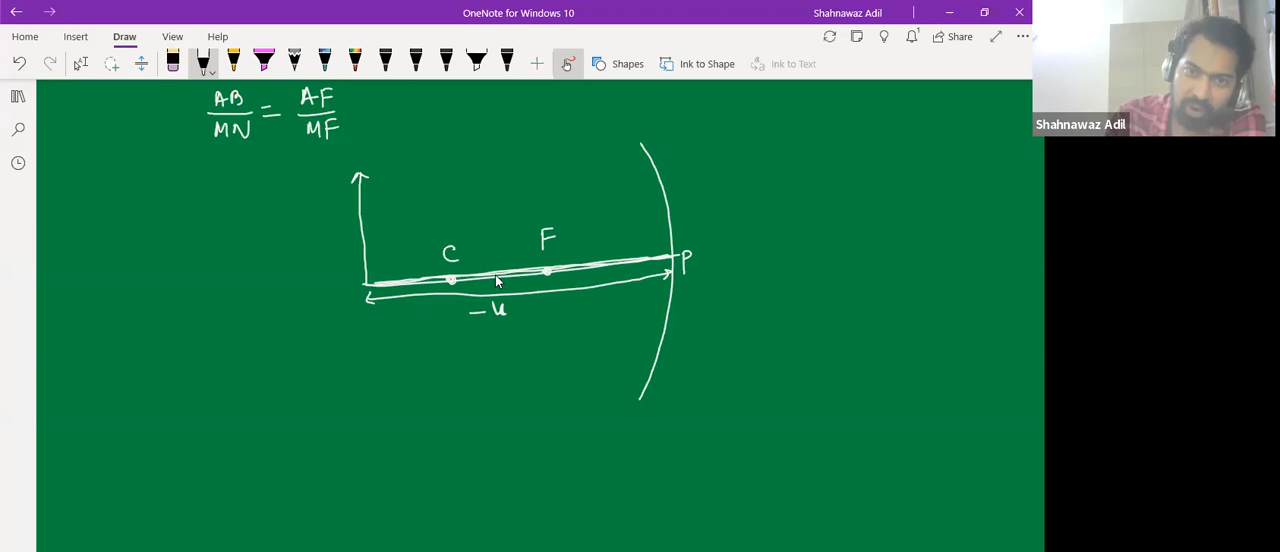 OneNote for Windows 10
Shahnawaz Adil
Home Insert Draw View Help
Share
Shapes Ink to Shape Ink to Text
Shahnawaz Adil
AB/MN = AF/MF
C F
P
-u